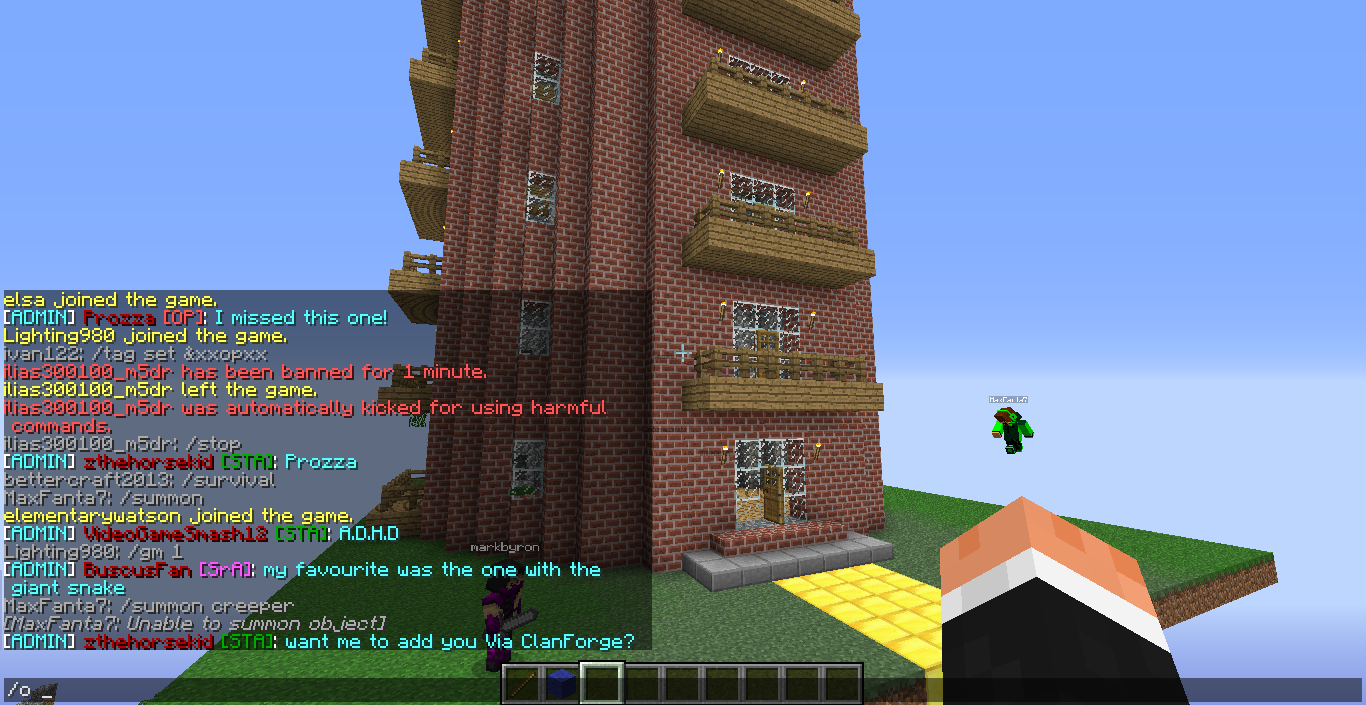 elsa joined the game.
[ADMIN] Prozza [OP]: I missed this one!
Lighting980 joined the game.
ivan122: /tag set &xxopxx
ilias300100_m5dr has been banned for 1 minute.
ilias300100_m5dr left the game.
ilias300100_m5dr was automatically kicked for using harmful
commands.
ilias300100_m5dr: /stop
[ADMIN] zthehorsekid [STA]: Prozza
bettercraft2013: /survival
MaxFanta7: /summon
elementarywatson joined the game.
[ADMIN] VideoGameSmash12 [STA]: A.D.H.D
Lighting980: /gm 1
[ADMIN] BuscusFan [SrA]: my favourite was the one with the
giant snake
MaxFanta7: /summon creeper
[MaxFanta7: Unable to summon object]
[ADMIN] zthehorsekid [STA]: want me to add you Via ClanForge?
/o _
markbyron
MaxFanta7